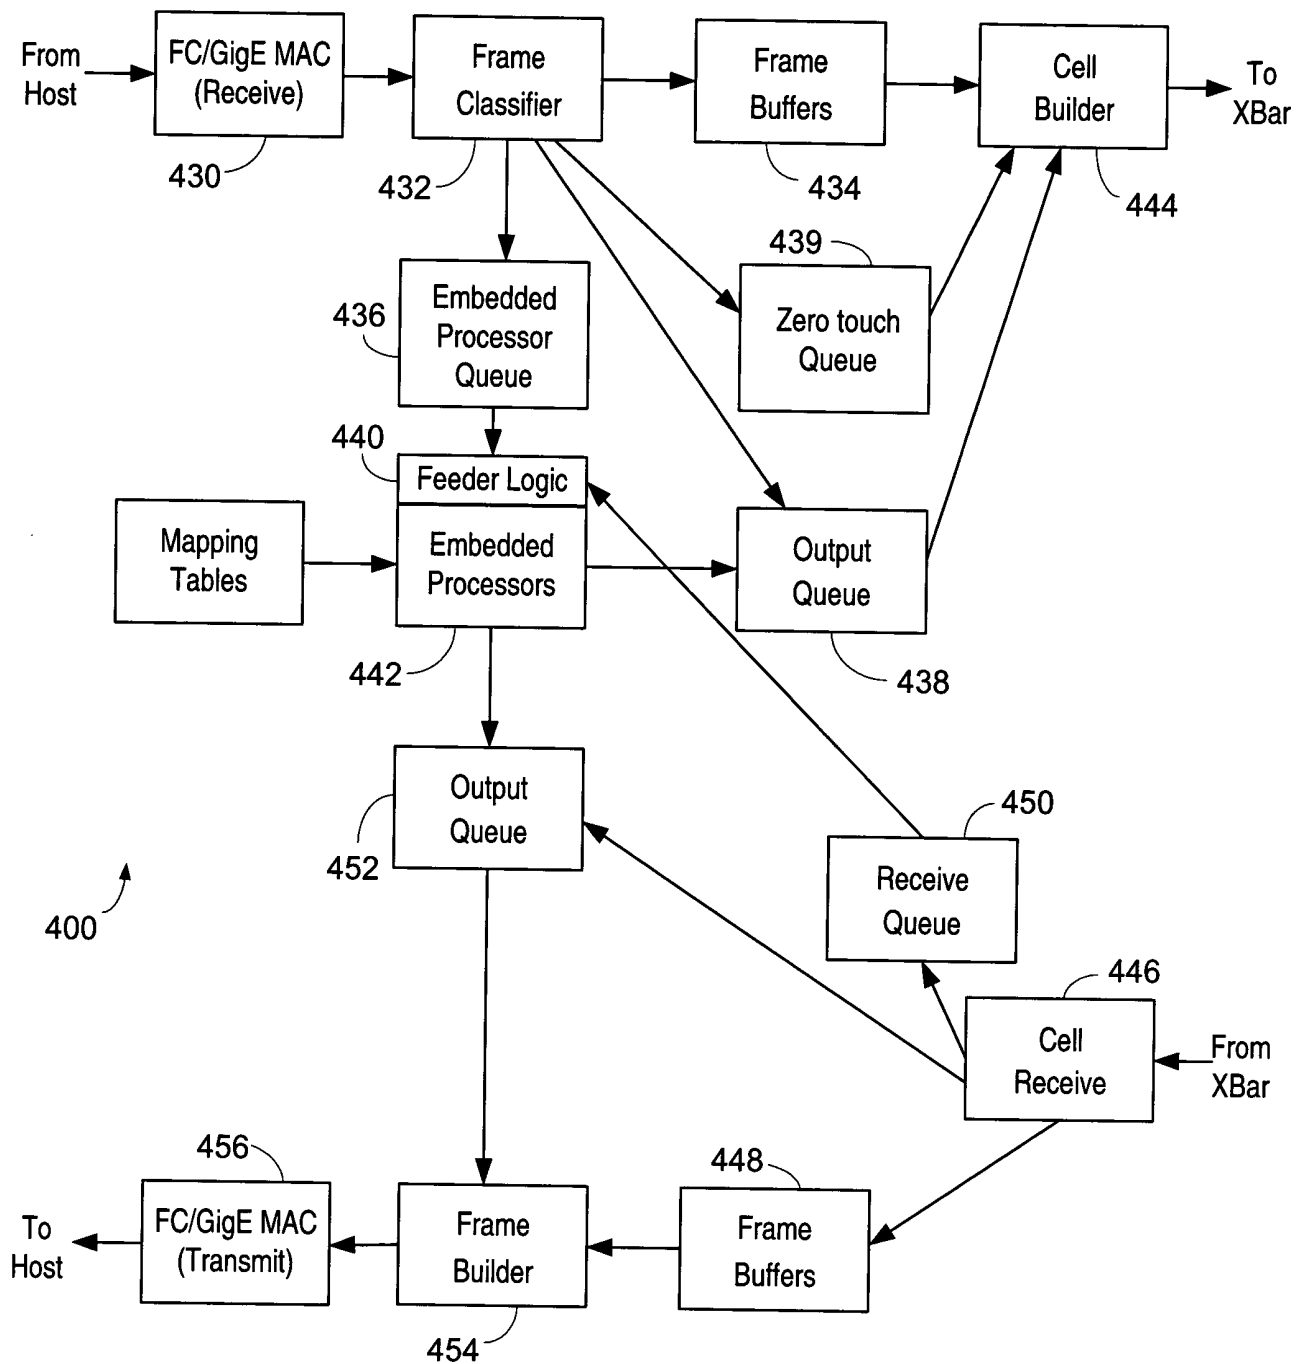 From
Host
FC/GigE MAC
(Receive)
430
Frame
Classifier
432
Frame
Buffers
434
Cell
Builder
444
To
XBar
439
Zero touch
Queue
436
Embedded
Processor
Queue
440
Feeder Logic
Mapping
Tables
Embedded
Processors
442
Output
Queue
438
Output
Queue
452
450
Receive
Queue
400
446
Cell
Receive
From
XBar
456
FC/GigE MAC
(Transmit)
To
Host
Frame
Builder
454
448
Frame
Buffers